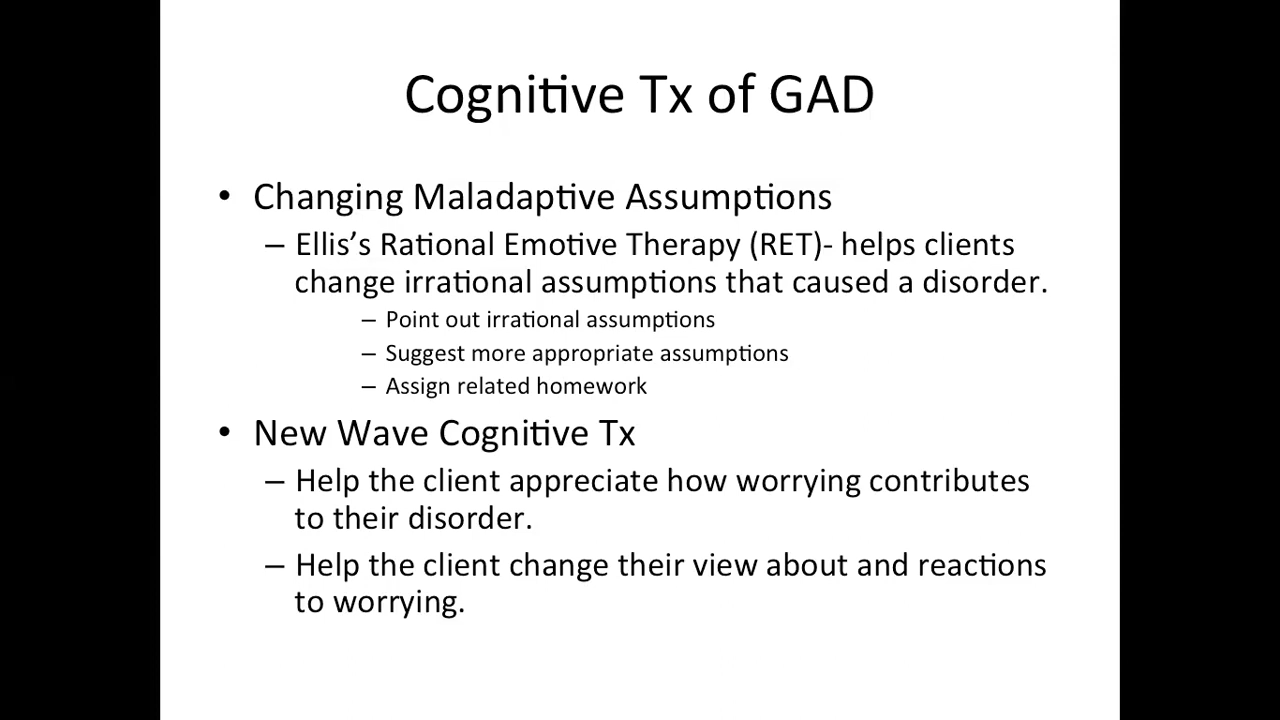 Cognitive Tx of GAD
• Changing Maladaptive Assumptions
– Ellis’s Rational Emotive Therapy (RET)- helps clients
change irrational assumptions that caused a disorder.
– Point out irrational assumptions
– Suggest more appropriate assumptions
– Assign related homework
• New Wave Cognitive Tx
– Help the client appreciate how worrying contributes
to their disorder.
– Help the client change their view about and reactions
to worrying.